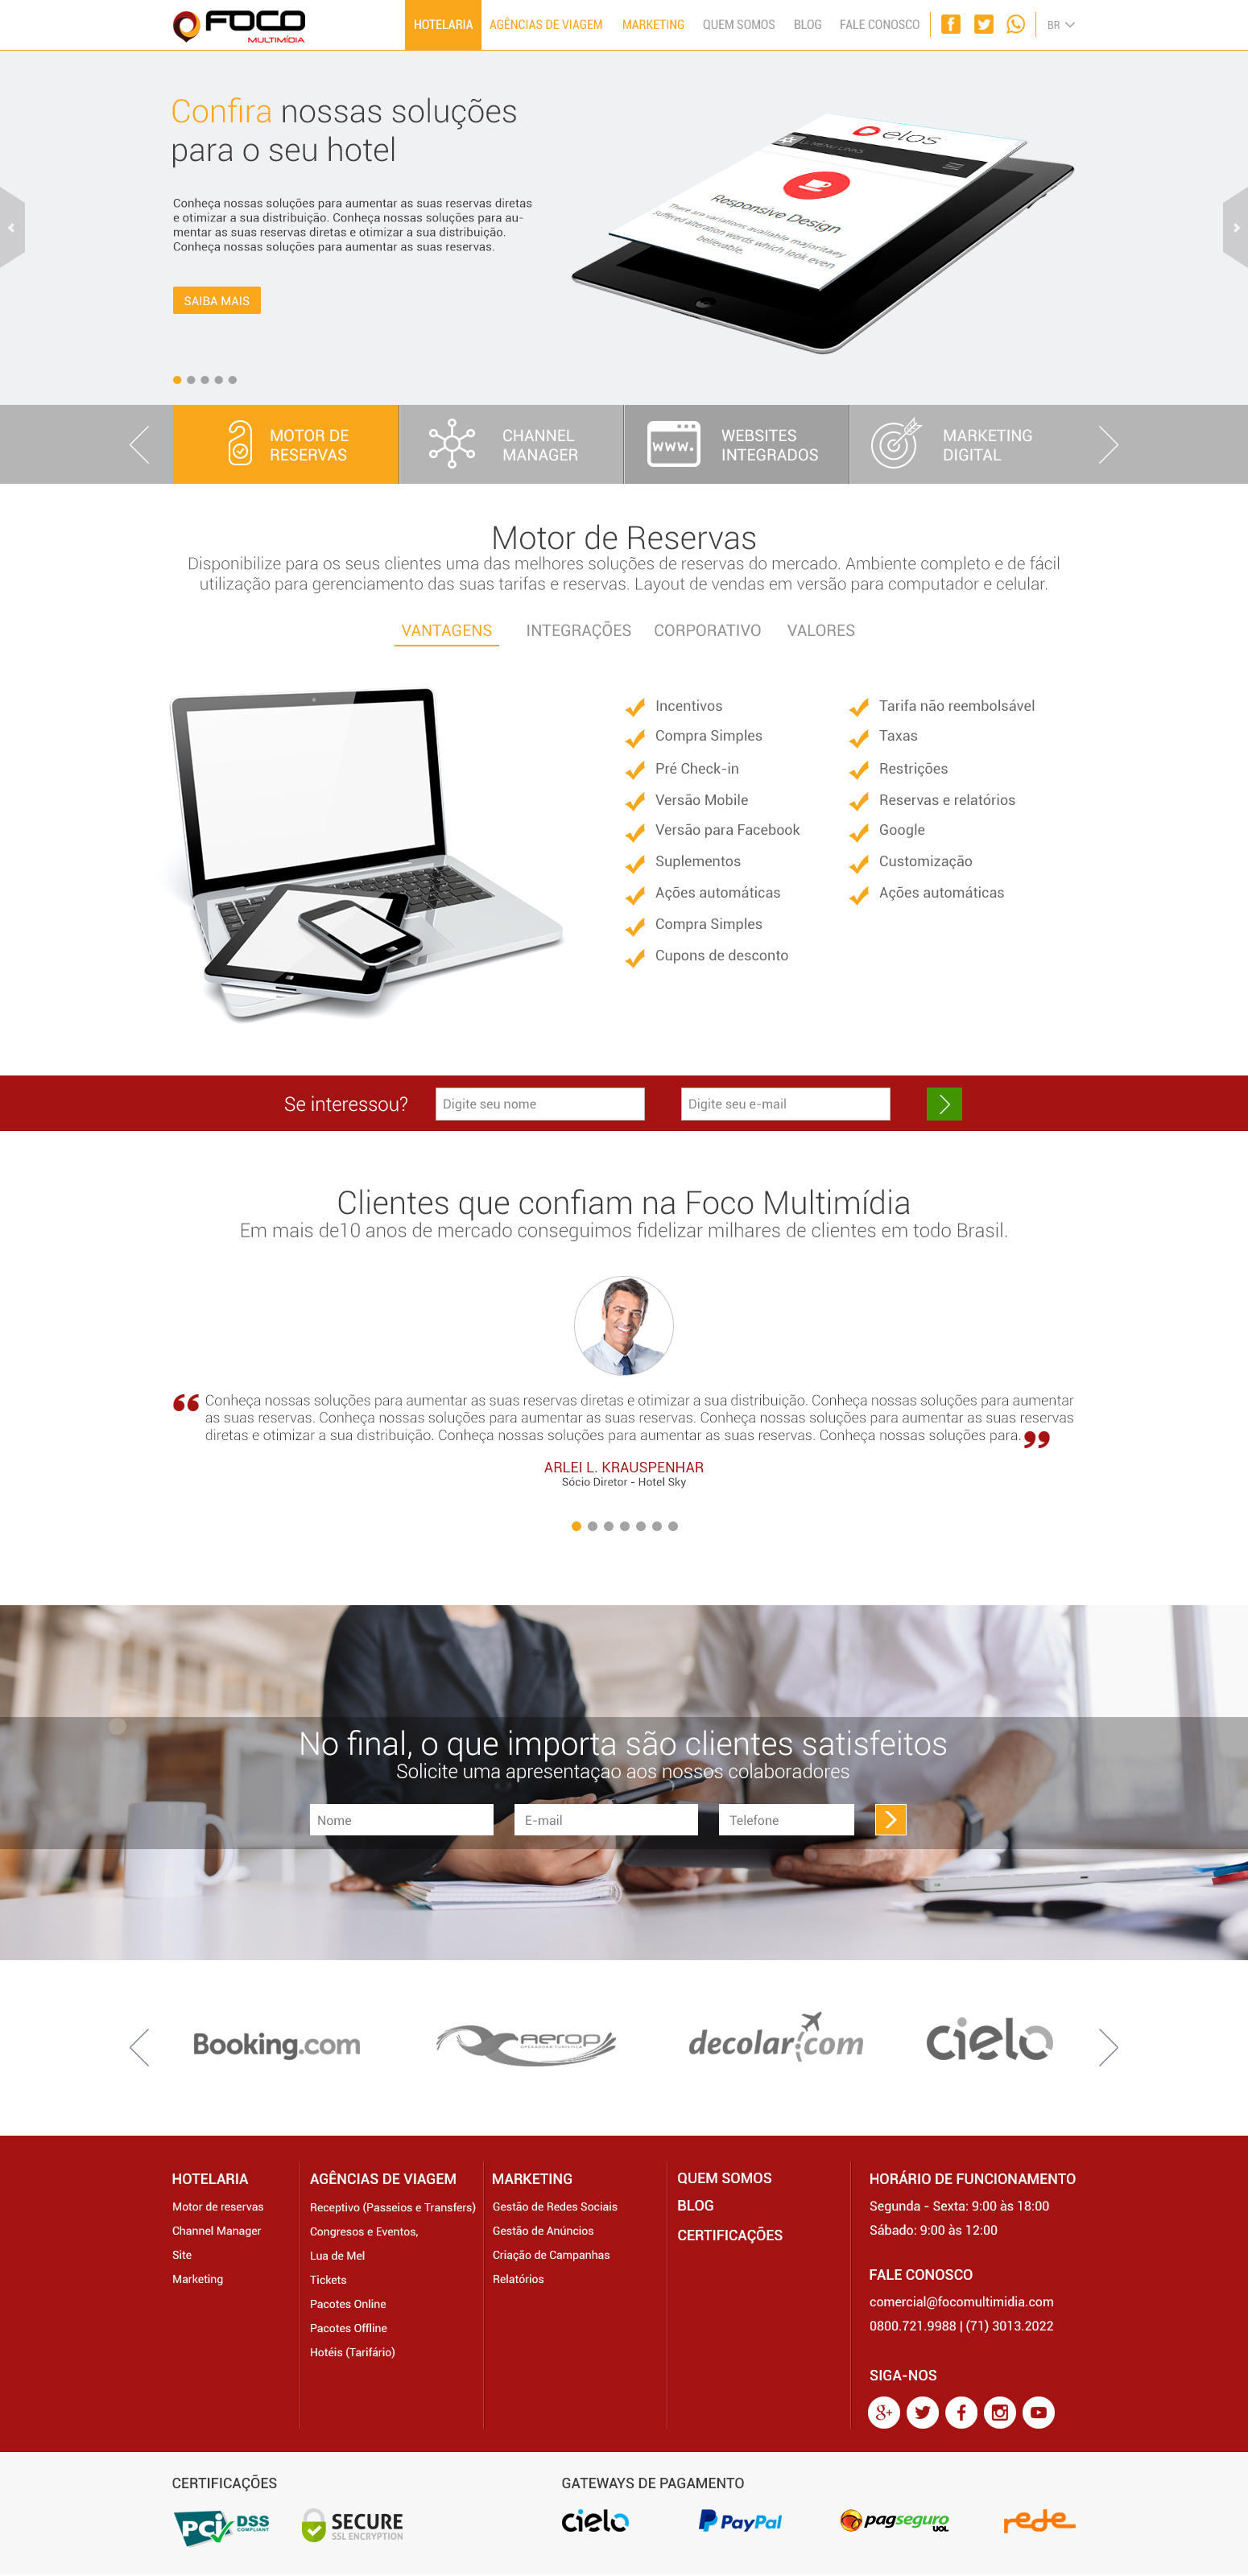 FOCO
MULTIMÍDIA
HOTELARIA
AGÊNCIAS DE VIAGEM
MARKETING
QUEM SOMOS
BLOG
FALE CONOSCO
BR
Confira nossas soluções
para o seu hotel
Conheça nossas soluções para aumentar as suas reservas diretas
e otimizar a sua distribuição. Conheça nossas soluções para au-
mentar as suas reservas diretas e otimizar a sua distribuição.
Conheça nossas soluções para aumentar as suas reservas.
SAIBA MAIS
elos
Responsive Design
There are variations available majoritaey
suffered alteration words which look even
believable.
MOTOR DE
RESERVAS
CHANNEL
MANAGER
www.
WEBSITES
INTEGRADOS
MARKETING
DIGITAL
Motor de Reservas
Disponibilize para os seus clientes uma das melhores soluções de reservas do mercado. Ambiente completo e de fácil
utilização para gerenciamento das suas tarifas e reservas. Layout de vendas em versão para computador e celular.
VANTAGENS
INTEGRAÇÕES
CORPORATIVO
VALORES
Incentivos
Compra Simples
Pré Check-in
Versão Mobile
Versão para Facebook
Suplementos
Ações automáticas
Compra Simples
Cupons de desconto
Tarifa não reembolsável
Taxas
Restrições
Reservas e relatórios
Google
Customização
Ações automáticas
Se interessou?
Digite seu nome
Digite seu e-mail
Clientes que confiam na Foco Multimídia
Em mais de10 anos de mercado conseguimos fidelizar milhares de clientes em todo Brasil.
“ Conheça nossas soluções para aumentar as suas reservas diretas e otimizar a sua distribuição. Conheça nossas soluções para aumentar
as suas reservas. Conheça nossas soluções para aumentar as suas reservas. Conheça nossas soluções para aumentar as suas reservas
diretas e otimizar a sua distribuição. Conheça nossas soluções para aumentar as suas reservas. Conheça nossas soluções para. ”
ARLEI L. KRAUSPENHAR
Sócio Diretor - Hotel Sky
No final, o que importa são clientes satisfeitos
Solicite uma apresentaçao aos nossos colaboradores
Nome
E-mail
Telefone
Booking.com
Aerop
OPERADORA TURÍSTICA
decolar.com
cielo
HOTELARIA
Motor de reservas
Channel Manager
Site
Marketing
AGÊNCIAS DE VIAGEM
Receptivo (Passeios e Transfers)
Congresos e Eventos,
Lua de Mel
Tickets
Pacotes Online
Pacotes Offline
Hotéis (Tarifário)
MARKETING
Gestão de Redes Sociais
Gestão de Anúncios
Criação de Campanhas
Relatórios
QUEM SOMOS
BLOG
CERTIFICAÇÕES
HORÁRIO DE FUNCIONAMENTO
Segunda - Sexta: 9:00 às 18:00
Sábado: 9:00 às 12:00
FALE CONOSCO
comercial@focomultimidia.com
0800.721.9988 | (71) 3013.2022
SIGA-NOS
CERTIFICAÇÕES
PCI DSS
COMPLIANT
SECURE
SSL ENCRYPTION
GATEWAYS DE PAGAMENTO
cielo
PayPal
pagseguro
UOL
rede